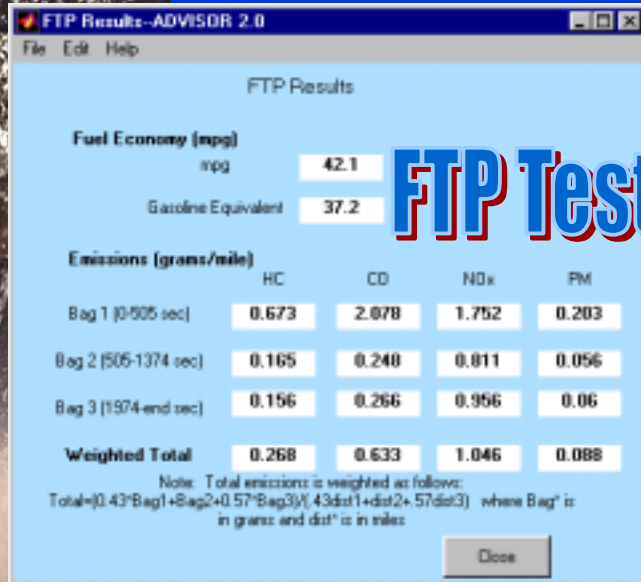 FTP Results--ADVISOR 2.0
File Edit Help
FTP Results
Fuel Economy (mpg)
mpg 42.1
Gasoline Equivalent 37.2
FTP Test
Emissions (grams/mile)
HC CO NOx PM
Bag 1 (0-505 sec) 0.673 2.078 1.752 0.203
Bag 2 (505-1374 sec) 0.165 0.248 0.811 0.056
Bag 3 (1974-end sec) 0.156 0.266 0.956 0.06
Weighted Total 0.268 0.633 1.046 0.088
Note: Total emissions is weighted as follows:
Total=(0.43*Bag1+Bag2+0.57*Bag3)/(.43dist1+dist2+.57dist3) where Bag* is
in grams and dist* is in miles
Close